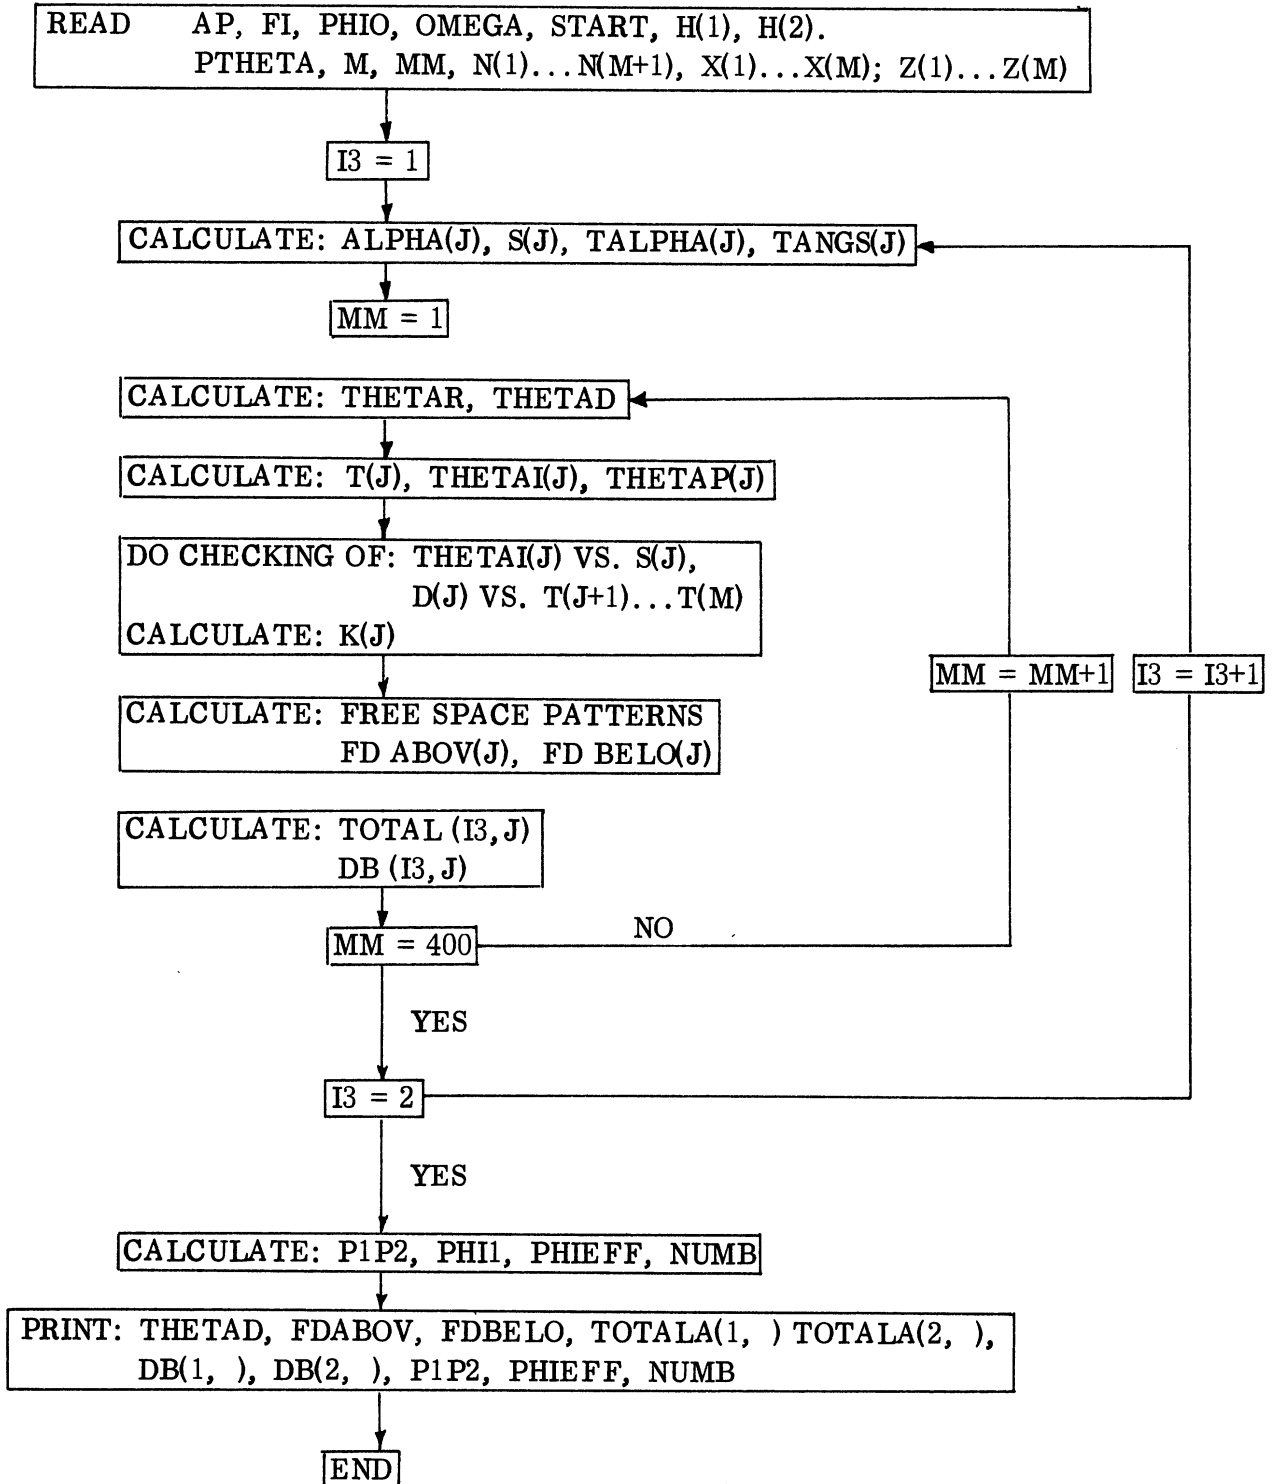 READ AP, FI, PHIO, OMEGA, START, H(1), H(2).
PTHETA, M, MM, N(1)...N(M+1), X(1)...X(M); Z(1)...Z(M)
I3 = 1
CALCULATE: ALPHA(J), S(J), TALPHA(J), TANGS(J)
MM = 1
CALCULATE: THETAR, THETAD
CALCULATE: T(J), THETAI(J), THETAP(J)
DO CHECKING OF: THETAI(J) VS. S(J),
D(J) VS. T(J+1)...T(M)
CALCULATE: K(J)
MM = MM+1
I3 = I3+1
CALCULATE: FREE SPACE PATTERNS
FD ABOV(J), FD BELO(J)
CALCULATE: TOTAL (I3, J)
DB (I3, J)
MM = 400
NO
YES
I3 = 2
YES
CALCULATE: P1P2, PHI1, PHIEFF, NUMB
PRINT: THETAD, FDABOV, FDBELO, TOTALA(1, ) TOTALA(2, ),
DB(1, ), DB(2, ), P1P2, PHIEFF, NUMB
END